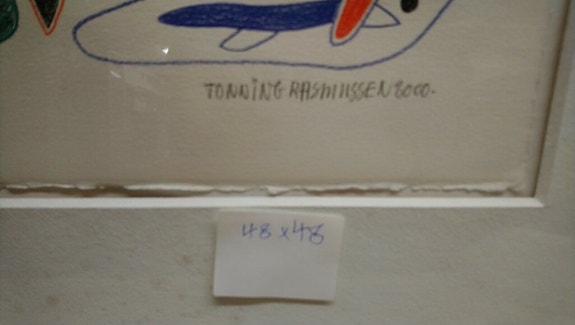 TONNING RASMUSSEN 2000.
48 x 48